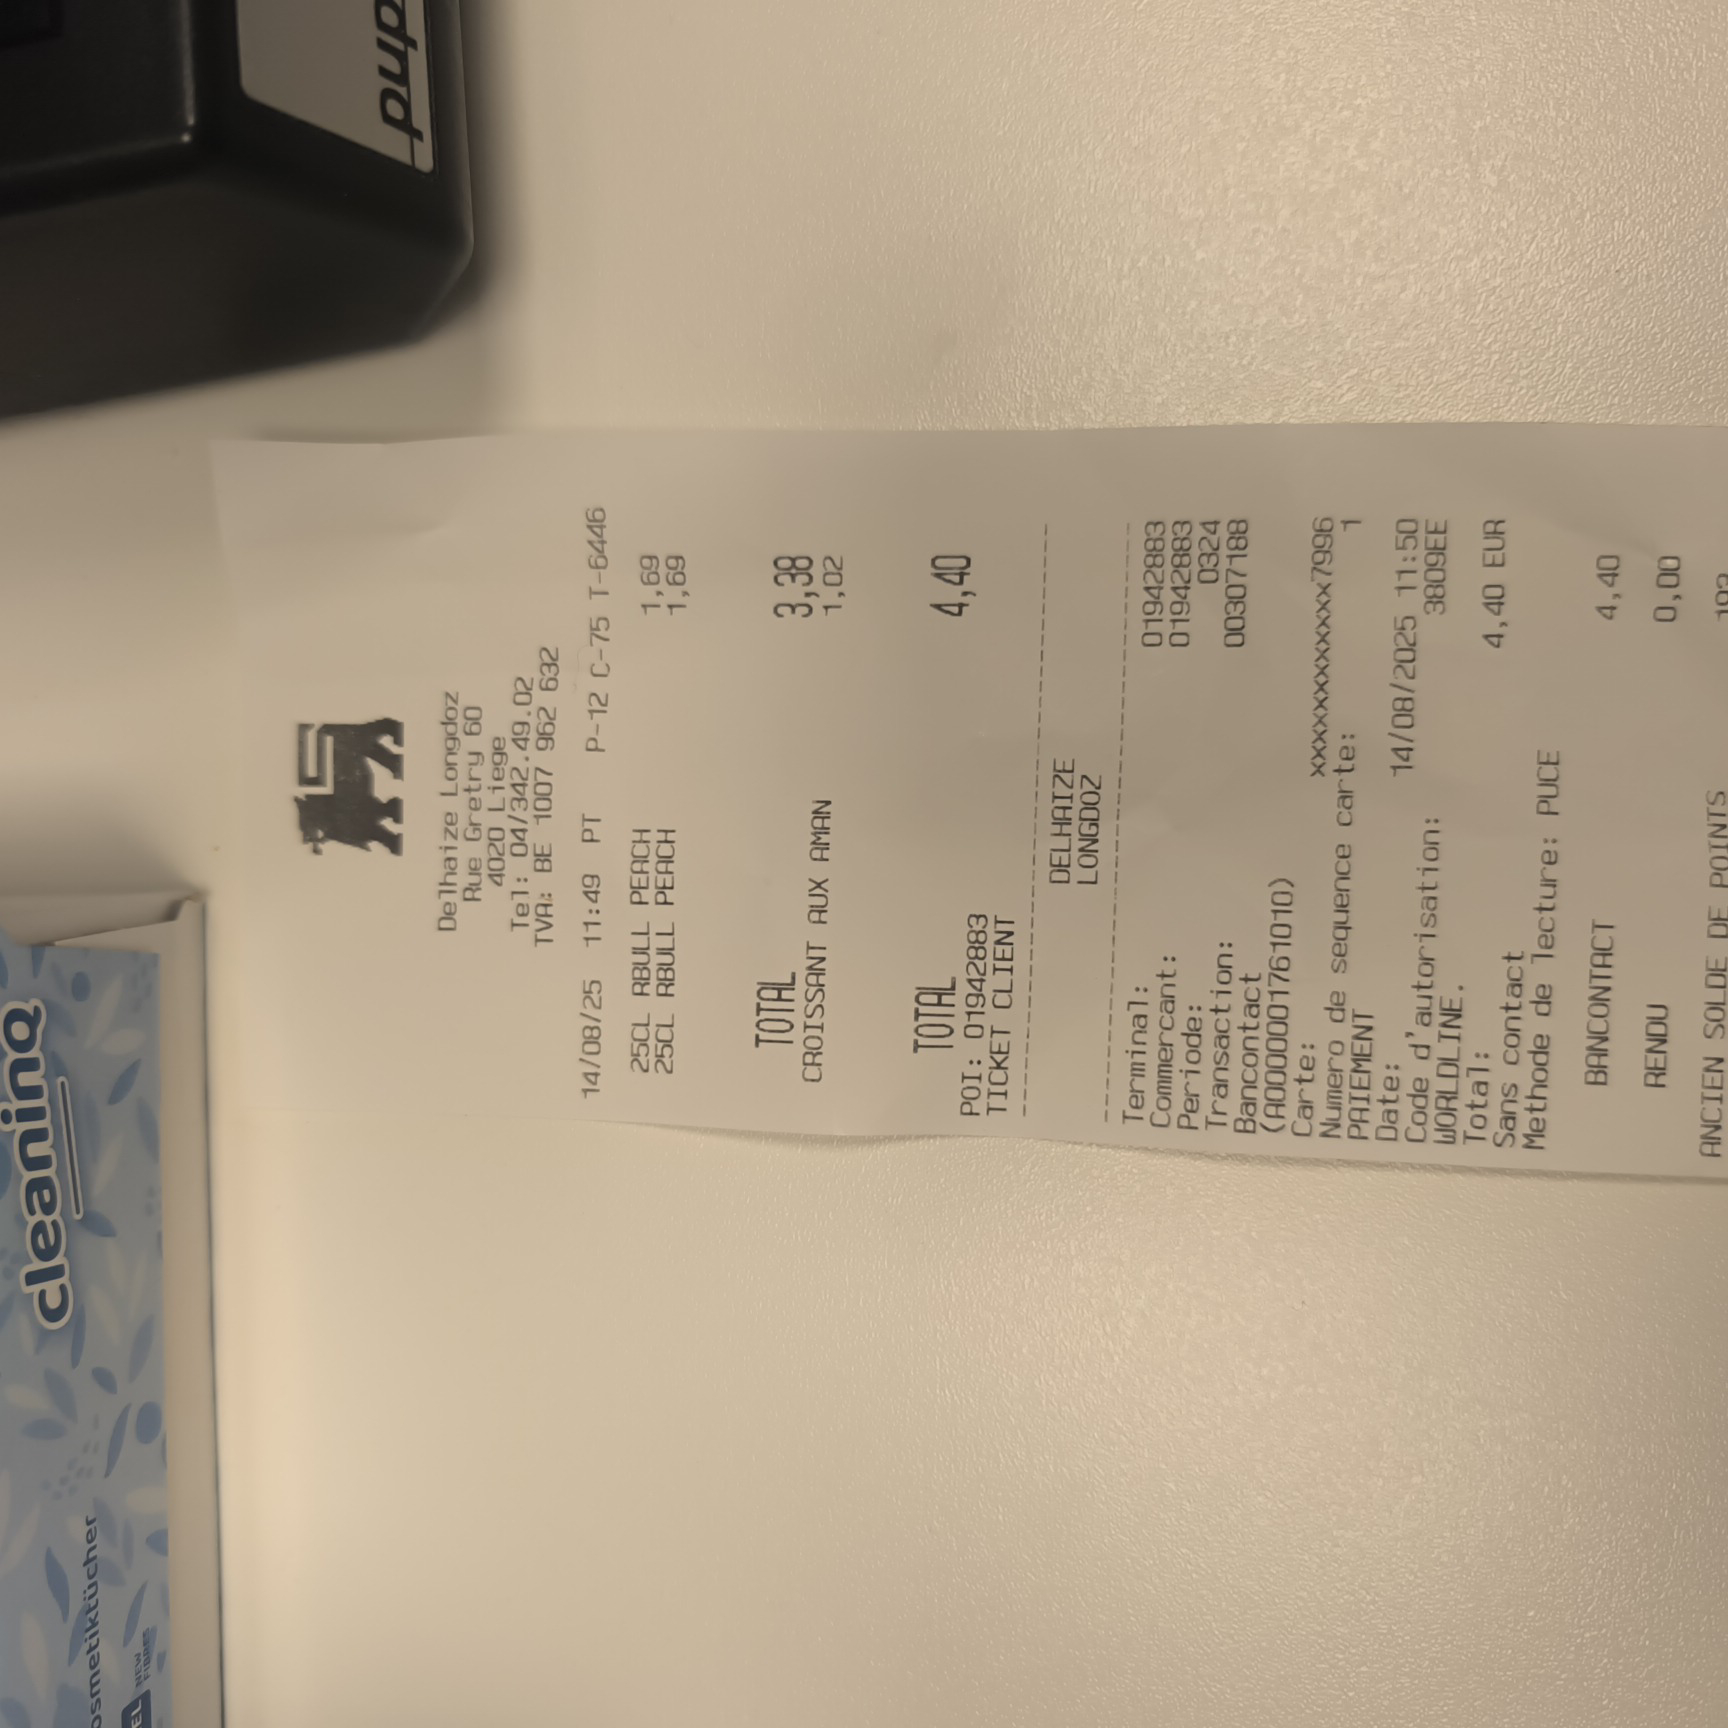 Delhaize Longdoz
Rue Gretry 60
4020 Liege
Tel: 04/342.49.02
TVA: BE 1007 962 632
14/08/25 11:49 PT P-12 C-75 T-6446
25CL RBULL PEACH 1,69
25CL RBULL PEACH 1,69
TOTAL 3,38
CROISSANT AUX AMAN 1,02
TOTAL 4,40
POI: 01942883
TICKET CLIENT
DELHAIZE
LONGDOZ
Terminal: 01942883
Commercant: 01942883
Periode: 0324
Transaction: 00307188
Bancontact
(A0000001761010)
Carte: xxxxxxxxxxxxx7996
Numero de sequence carte: 1
PAIEMENT
Date: 14/08/2025 11:50
Code d'autorisation: 3809EE
WORLDLINE.
Total: 4,40 EUR
Sans contact
Methode de lecture: PUCE
BANCONTACT 4,40
RENDU 0,00
ANCIEN SOLDE DE POINTS
cleaning
osmetiktücher
NEW
FIBRES